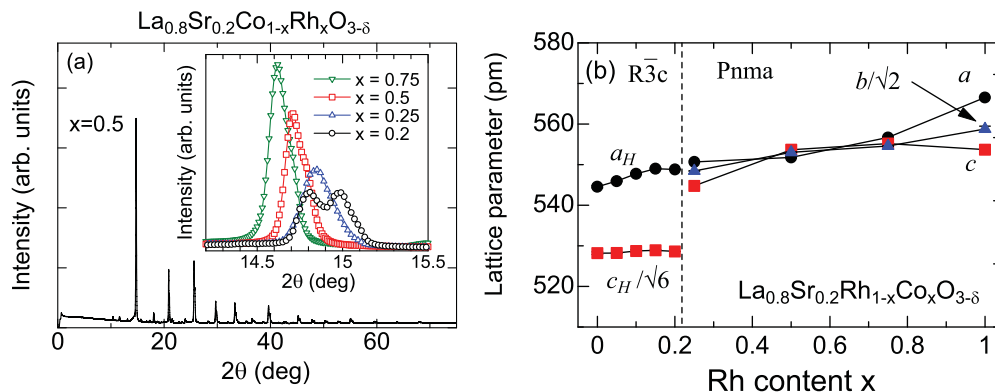 La0.8Sr0.2Co1-xRhxO3-δ
(a)
x=0.5
Intensity (arb. units)
2θ (deg)
0 20 40 60
Intensity (arb. units)
x = 0.75
x = 0.5
x = 0.25
x = 0.2
14.5 15 15.5
2θ (deg)
(b)
R3̅c
Pnma
b/√2
a
c
aH
cH/√6
La0.8Sr0.2Rh1-xCoxO3-δ
Lattice parameter (pm)
580
560
540
520
0 0.2 0.4 0.6 0.8 1
Rh content x